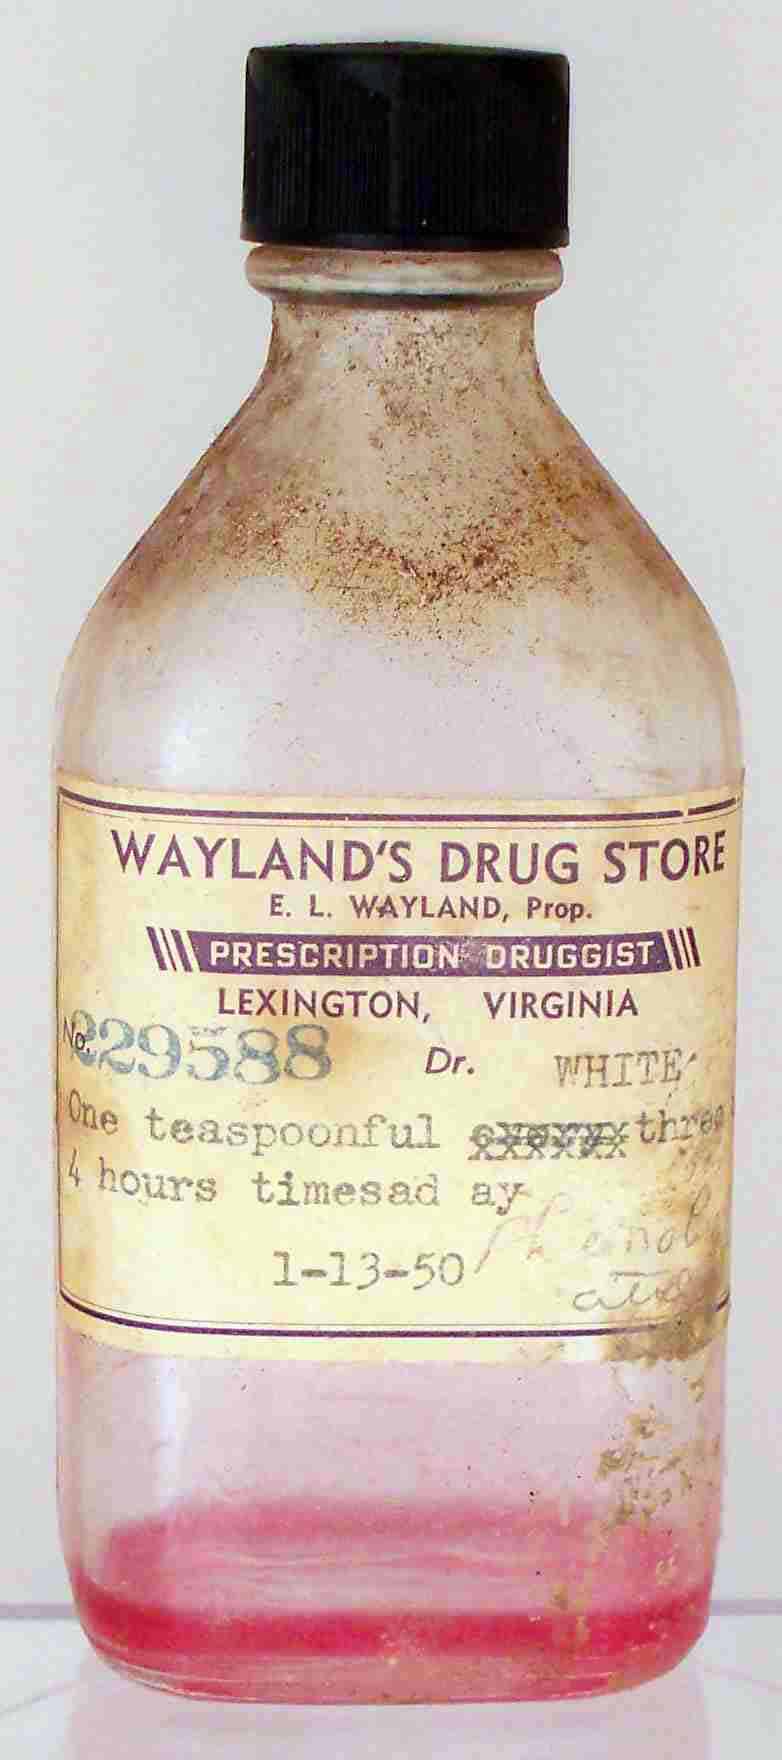 WAYLAND'S DRUG STORE
E. L. WAYLAND, Prop.
PRESCRIPTION DRUGGIST
LEXINGTON, VIRGINIA
No. 229588 Dr. WHITE
One teaspoonful three
4 hours timesad ay
1-13-50